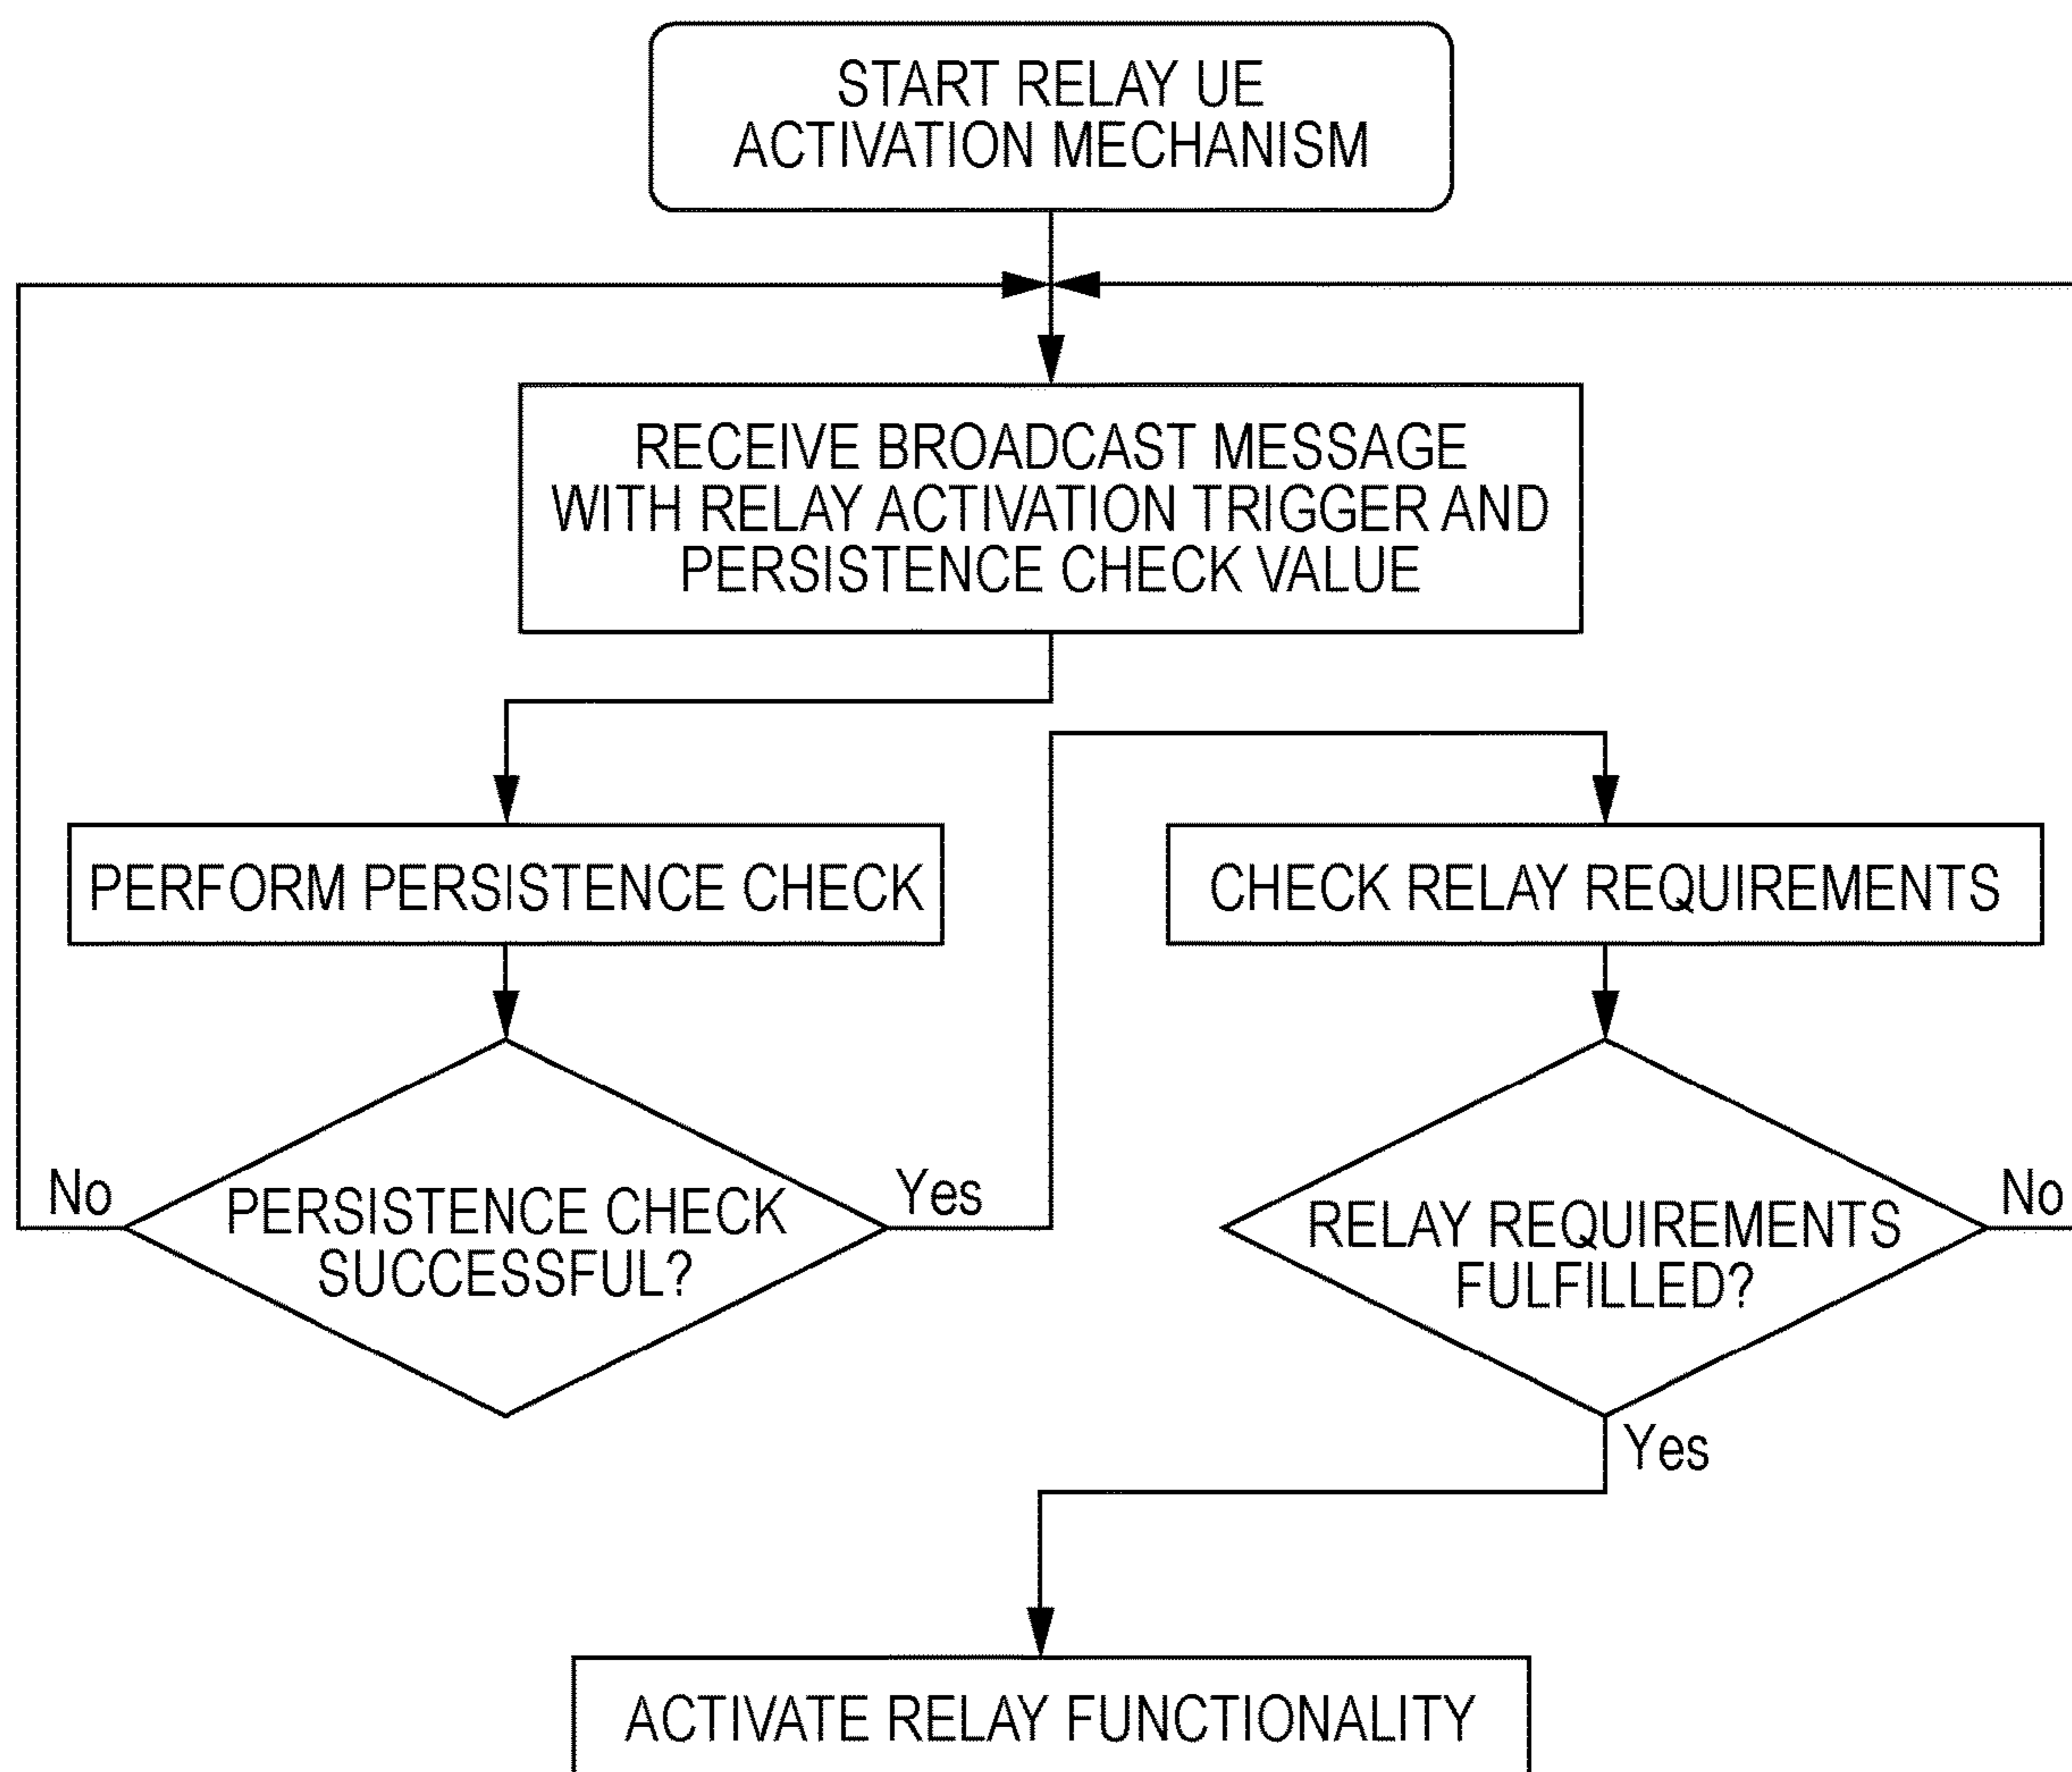 START RELAY UE
ACTIVATION MECHANISM
RECEIVE BROADCAST MESSAGE
WITH RELAY ACTIVATION TRIGGER AND
PERSISTENCE CHECK VALUE
PERFORM PERSISTENCE CHECK
CHECK RELAY REQUIREMENTS
No
PERSISTENCE CHECK
SUCCESSFUL?
Yes
RELAY REQUIREMENTS
FULFILLED?
No
Yes
ACTIVATE RELAY FUNCTIONALITY